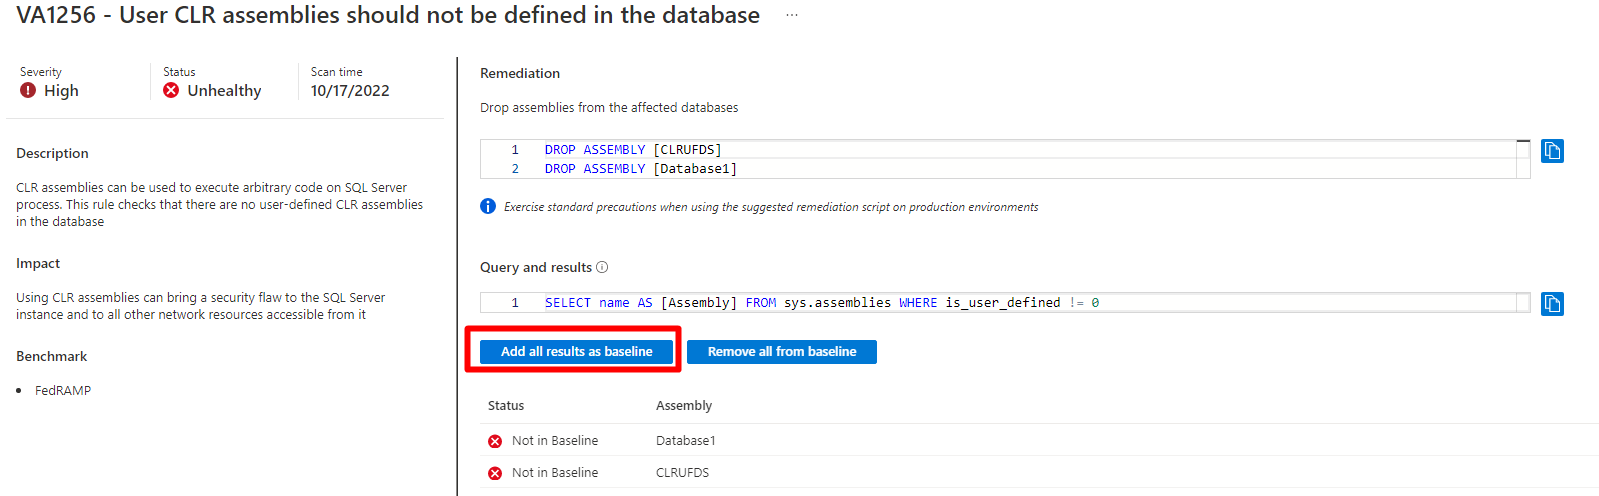 VA1256 - User CLR assemblies should not be defined in the database ...
Severity
High
Status
Unhealthy
Scan time
10/17/2022
Description
CLR assemblies can be used to execute arbitrary code on SQL Server
process. This rule checks that there are no user-defined CLR assemblies
in the database
Impact
Using CLR assemblies can bring a security flaw to the SQL Server
instance and to all other network resources accessible from it
Benchmark
• FedRAMP
Remediation
Drop assemblies from the affected databases
1 DROP ASSEMBLY [CLRUFDS]
2 DROP ASSEMBLY [Database1]
Exercise standard precautions when using the suggested remediation script on production environments
Query and results
1 SELECT name AS [Assembly] FROM sys.assemblies WHERE is_user_defined != 0
Add all results as baseline
Remove all from baseline
Status Assembly
Not in Baseline Database1
Not in Baseline CLRUFDS